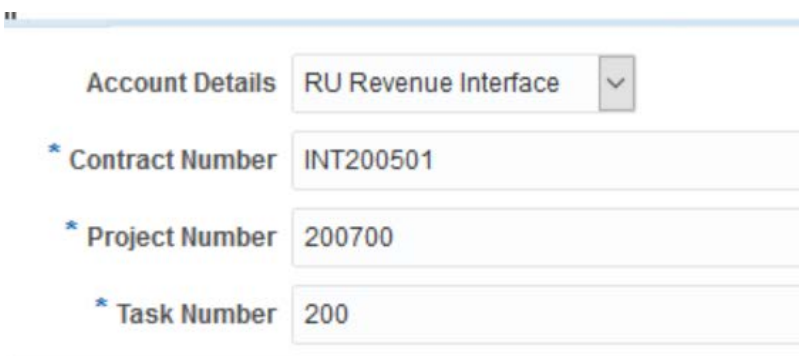 Account Details RU Revenue Interface
* Contract Number INT200501
* Project Number 200700
* Task Number 200